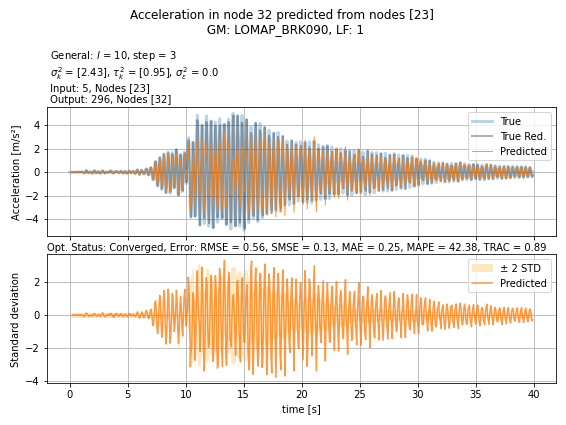 Acceleration in node 32 predicted from nodes [23]
GM: LOMAP_BRK090, LF: 1
General: l = 10, step = 3
σ²ₖ = [2.43], τ²ₖ = [0.95], σ²ε = 0.0
Input: 5, Nodes [23]
Output: 296, Nodes [32]
Acceleration [m/s²]
4
2
0
−2
−4
True
True Red.
Predicted
Opt. Status: Converged, Error: RMSE = 0.56, SMSE = 0.13, MAE = 0.25, MAPE = 42.38, TRAC = 0.89
Standard deviation
2
0
−2
−4
± 2 STD
Predicted
0 5 10 15 20 25 30 35 40
time [s]